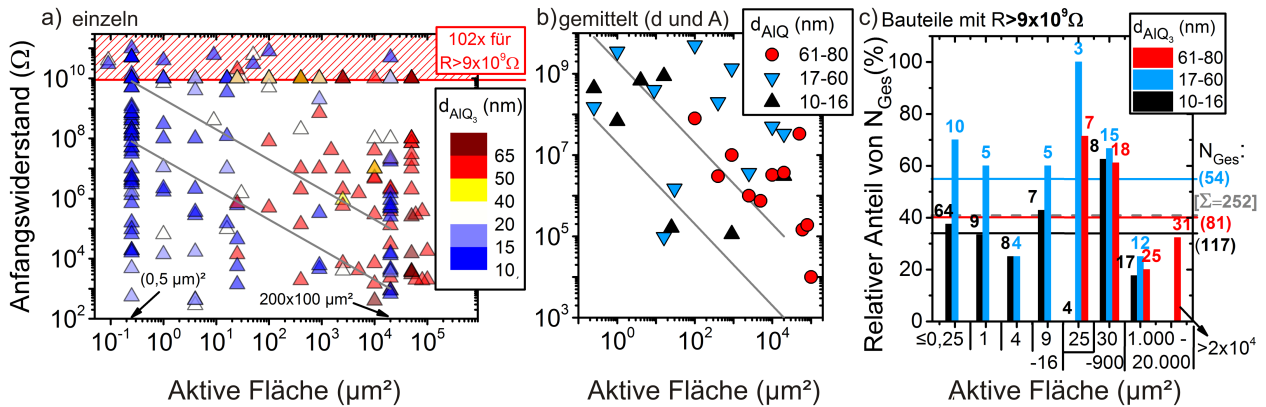 a) einzeln
Anfangswiderstand (Ω)
10¹⁰
10⁸
10⁶
10⁴
10²
102x für
R>9x10⁹Ω
d_AlQ₃ (nm)
65
50
40
20
15
10
(0,5 µm)²
200x100 µm²
10⁻¹ 10⁰ 10¹ 10² 10³ 10⁴ 10⁵
Aktive Fläche (µm²)
b) gemittelt (d und A)
d_AlQ (nm)
61-80
17-60
10-16
10⁹
10⁷
10⁵
10³
10⁰ 10² 10⁴
Aktive Fläche (µm²)
c) Bauteile mit R>9x10⁹Ω
Relativer Anteil von N_Ges(%)
100
80
60
40
20
0
d_AlQ₃ (nm)
61-80
17-60
10-16
64 10
9 5
8 4
7 5
4 3 7
8 15 18
17 12 25
31
N_Ges:
(54)
[Σ=252]
(81)
(117)
≤0,25 1 4 9 25 30 1.000 -
-16 -900 20.000
>2x10⁴
Aktive Fläche (µm²)